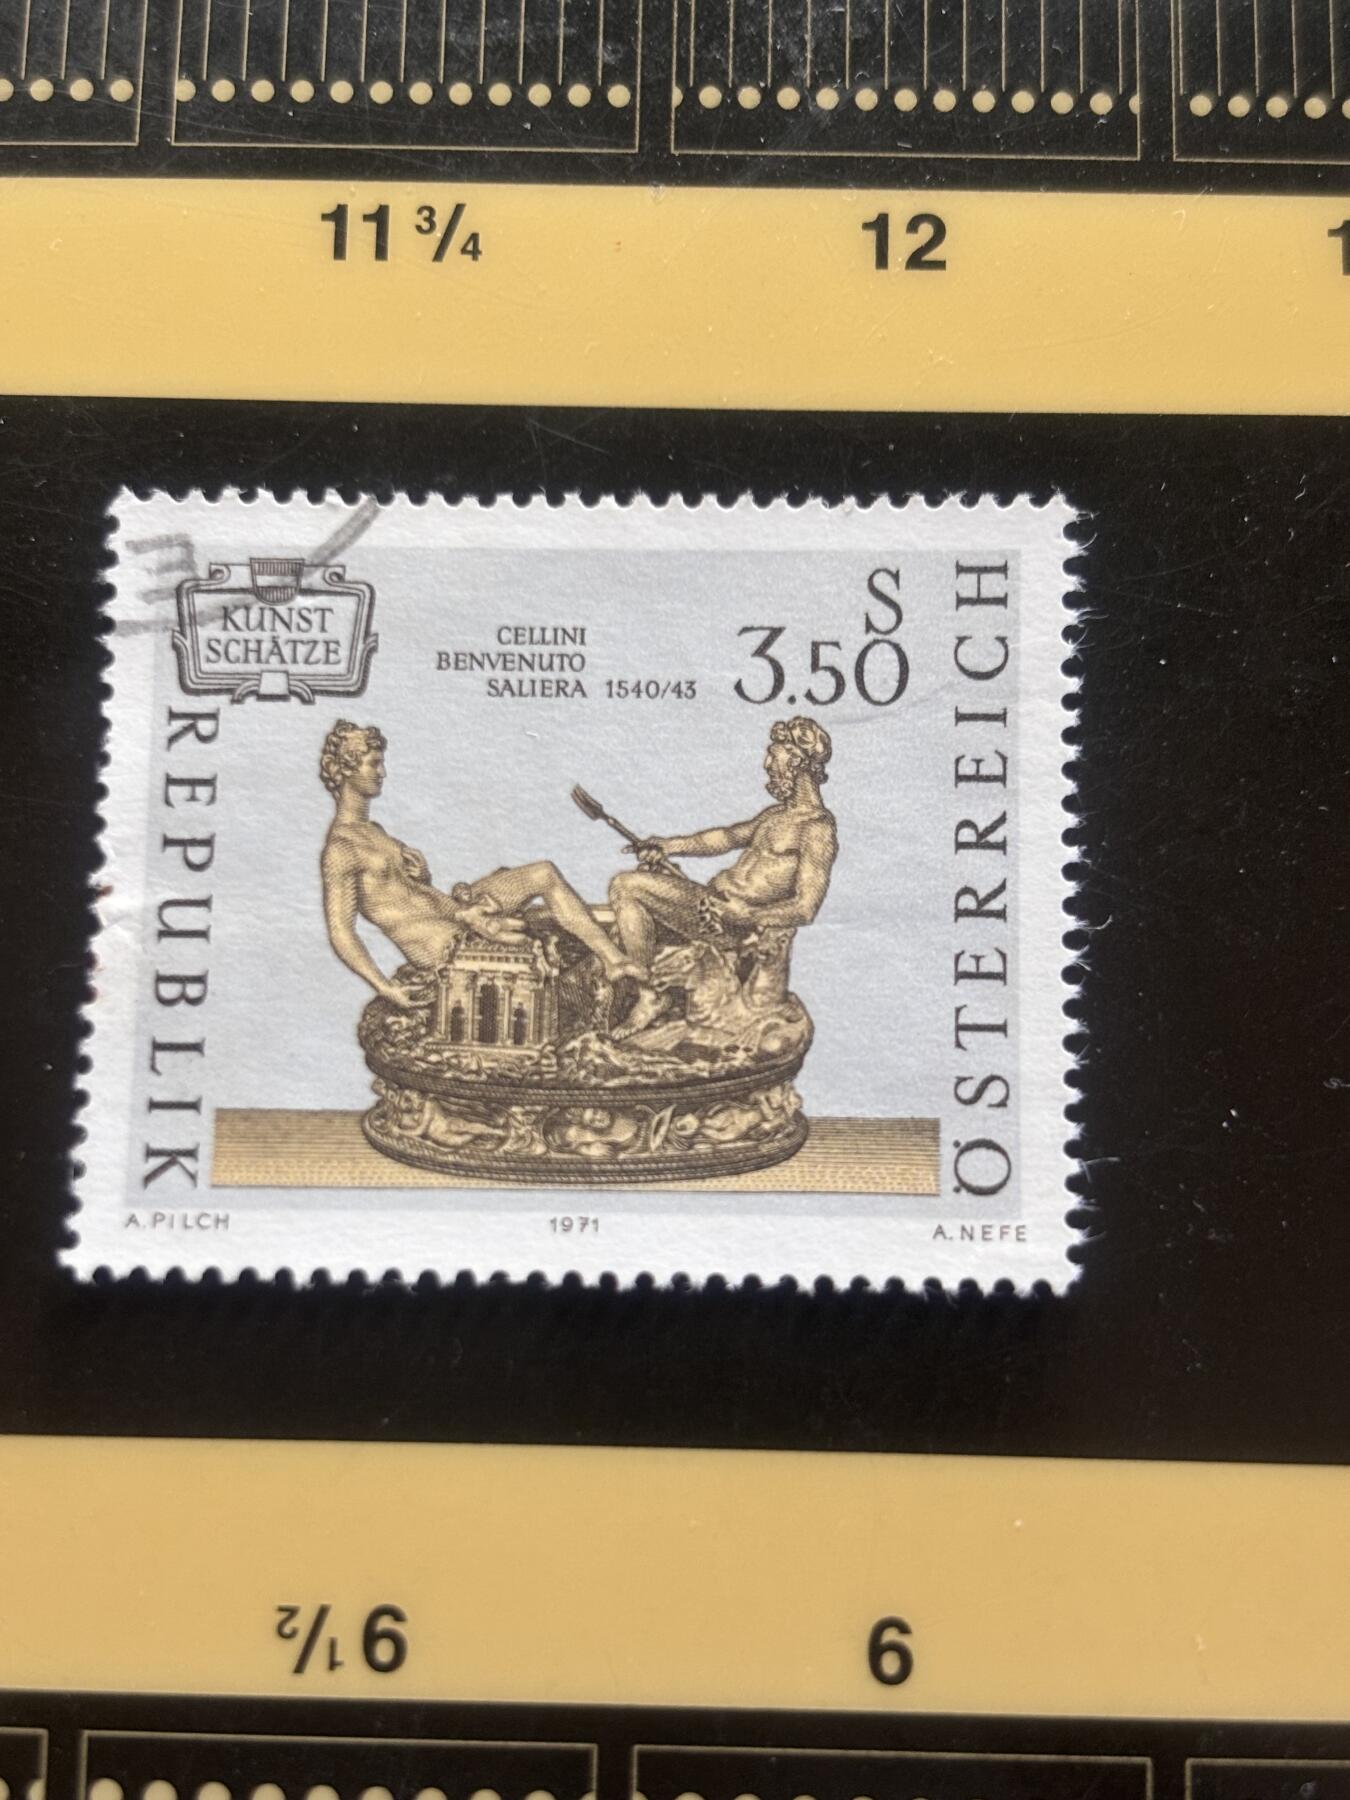 11 3/4
12
KUNST
SCHÄTZE
CELLINI
BENVENUTO
SALIERA 1540/43
S
3.50
REPUBLIK
ÖSTERREICH
A. PILCH
1971
A. NEFE
9 1/2
6